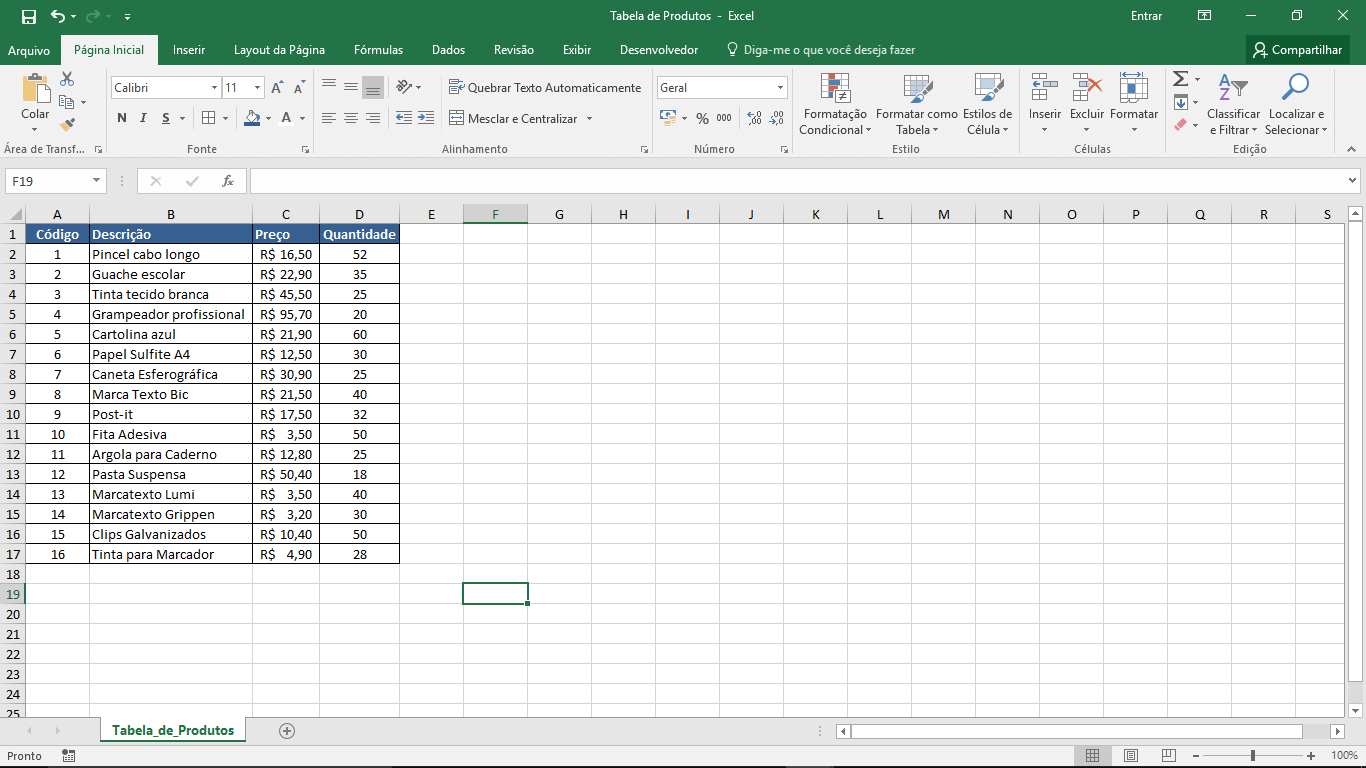 Tabela de Produtos - Excel
Entrar
Arquivo Página Inicial Inserir Layout da Página Fórmulas Dados Revisão Exibir Desenvolvedor Diga-me o que você deseja fazer Compartilhar
Colar
Calibri 11
N I S A
Quebrar Texto Automaticamente
Mesclar e Centralizar
Geral
% 000
Formatação Condicional
Formatar como Tabela
Estilos de Célula
Inserir Excluir Formatar
Classificar e Filtrar
Localizar e Selecionar
Área de Transf... Fonte Alinhamento Número Estilo Células Edição
F19 fx
A B C D E F G H I J K L M N O P Q R S
1 Código Descrição Preço Quantidade
2 1 Pincel cabo longo R$ 16,50 52
3 2 Guache escolar R$ 22,90 35
4 3 Tinta tecido branca R$ 45,50 25
5 4 Grampeador profissional R$ 95,70 20
6 5 Cartolina azul R$ 21,90 60
7 6 Papel Sulfite A4 R$ 12,50 30
8 7 Caneta Esferográfica R$ 30,90 25
9 8 Marca Texto Bic R$ 21,50 40
10 9 Post-it R$ 17,50 32
11 10 Fita Adesiva R$ 3,50 50
12 11 Argola para Caderno R$ 12,80 25
13 12 Pasta Suspensa R$ 50,40 18
14 13 Marcatexto Lumi R$ 3,50 40
15 14 Marcatexto Grippen R$ 3,20 30
16 15 Clips Galvanizados R$ 10,40 50
17 16 Tinta para Marcador R$ 4,90 28
18
19
20
21
22
23
24
25
Tabela_de_Produtos
Pronto
100%